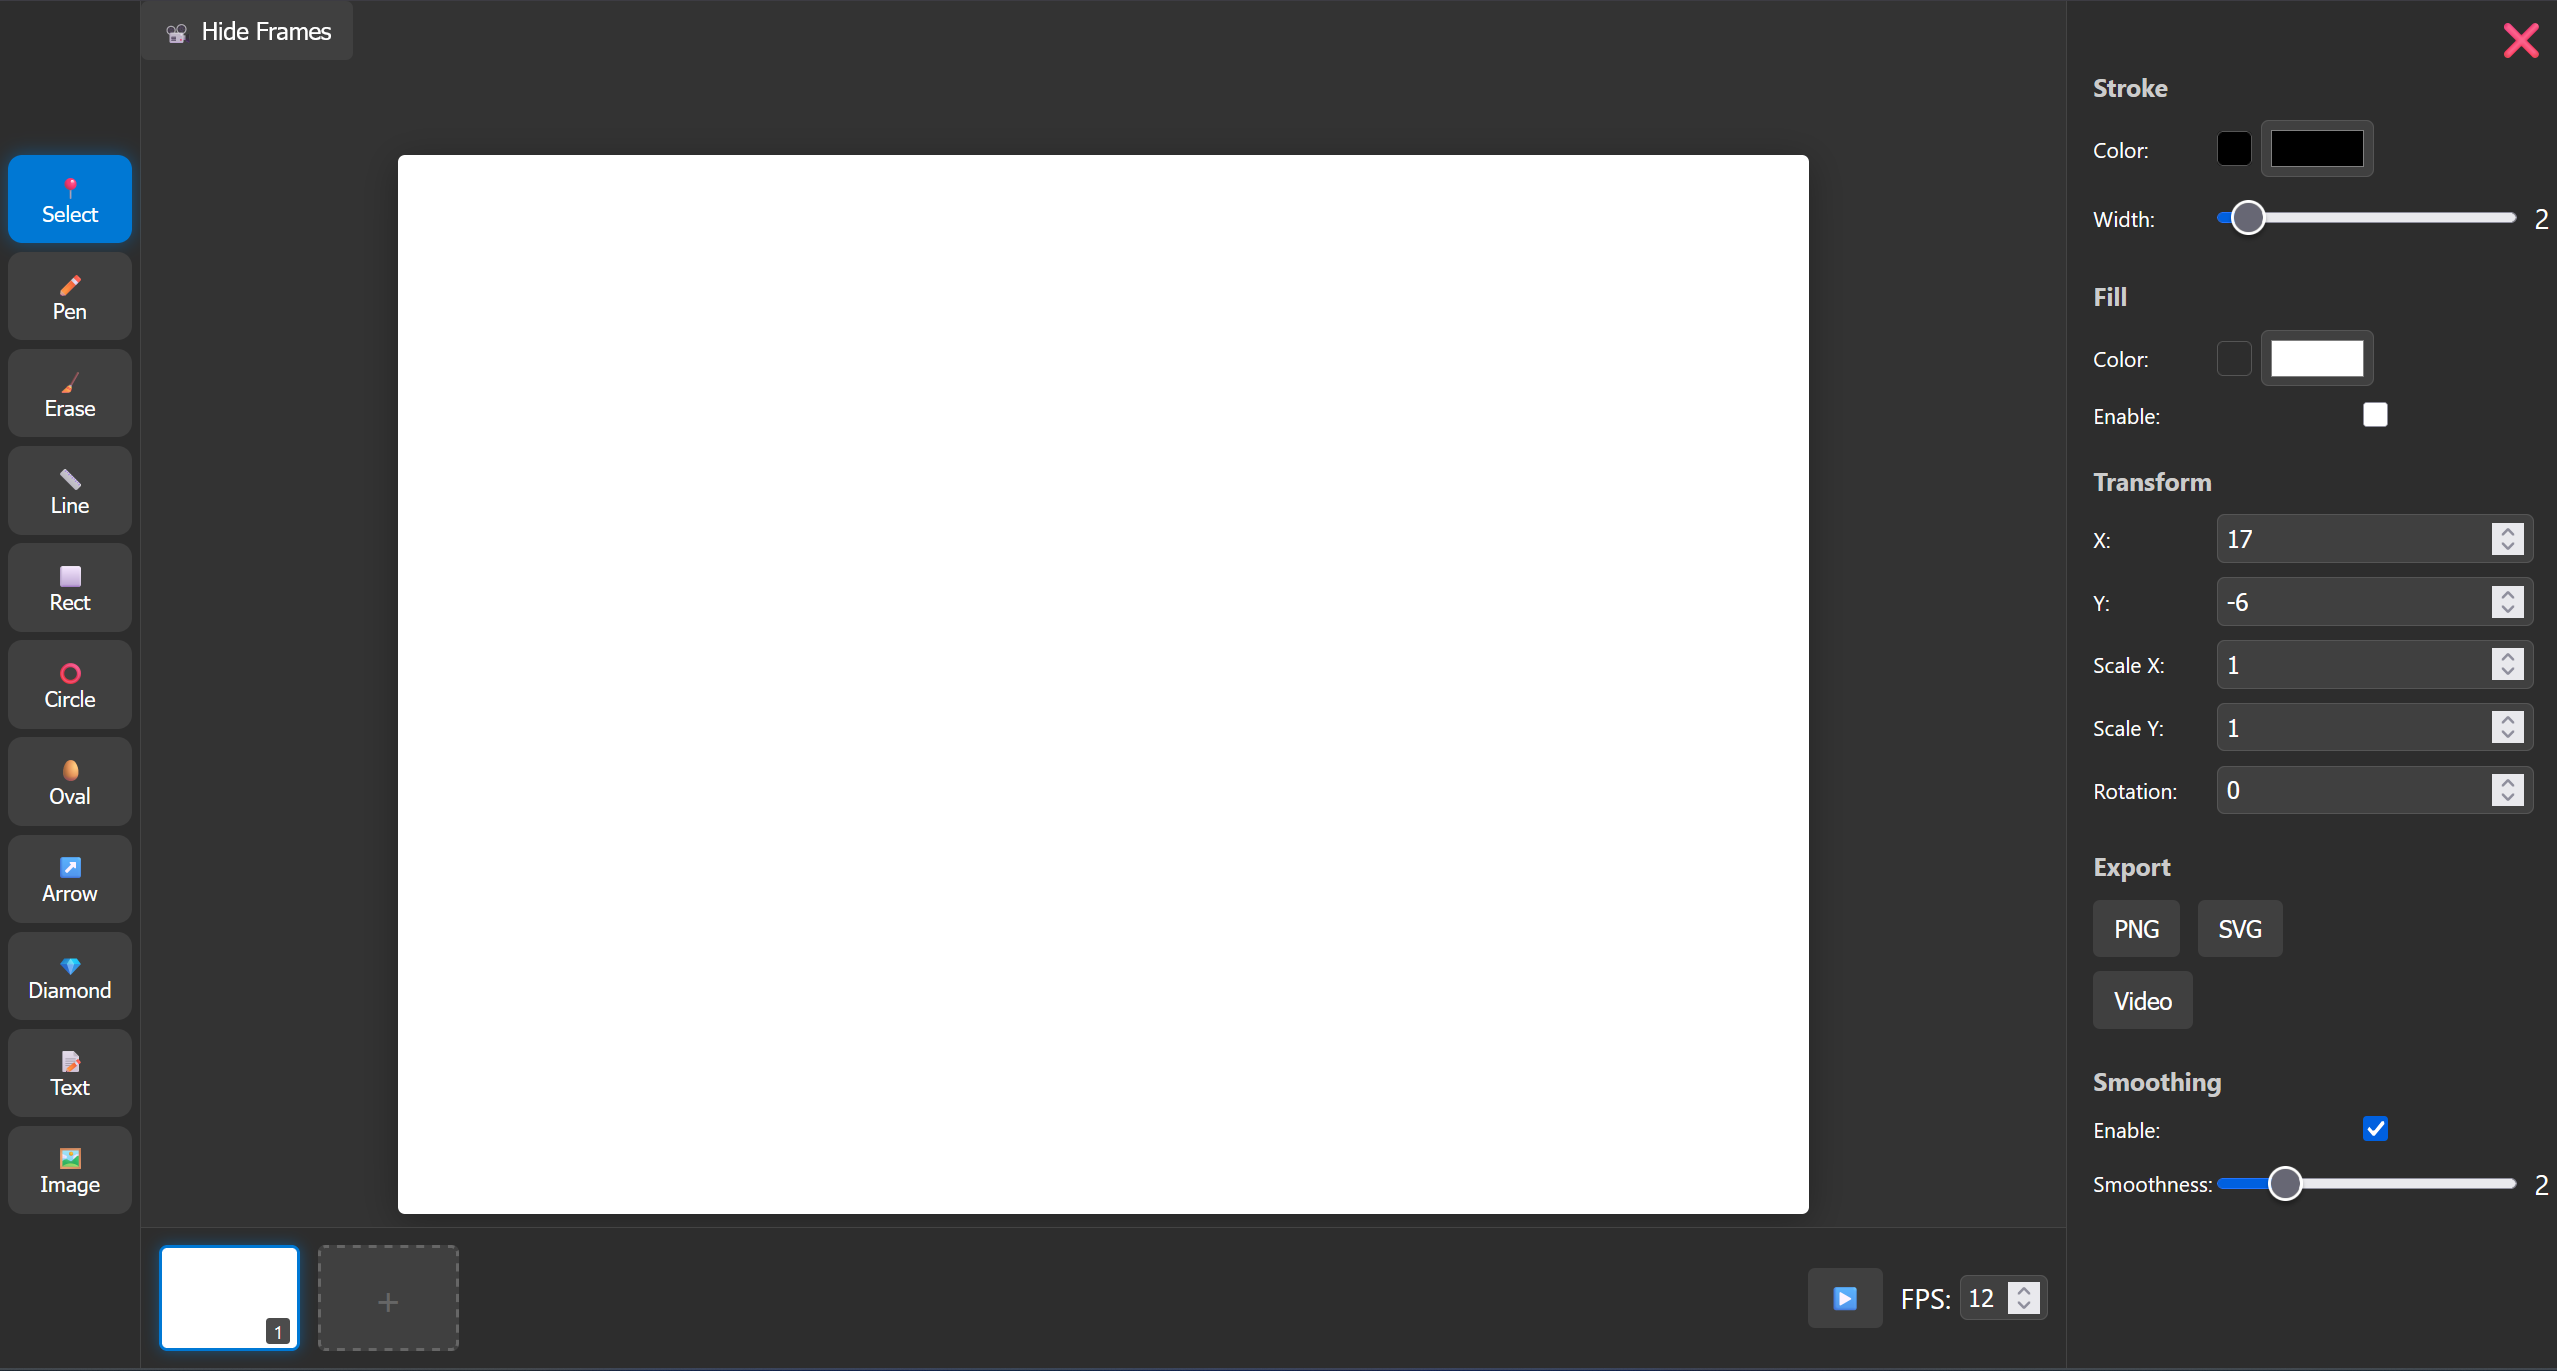 Hide Frames
Select
Pen
Erase
Line
Rect
Circle
Oval
Arrow
Diamond
Text
Image
1
+
FPS: 12
Stroke
Color:
Width: 2
Fill
Color:
Enable:
Transform
X: 17
Y: -6
Scale X: 1
Scale Y: 1
Rotation: 0
Export
PNG SVG
Video
Smoothing
Enable:
Smoothness: 2